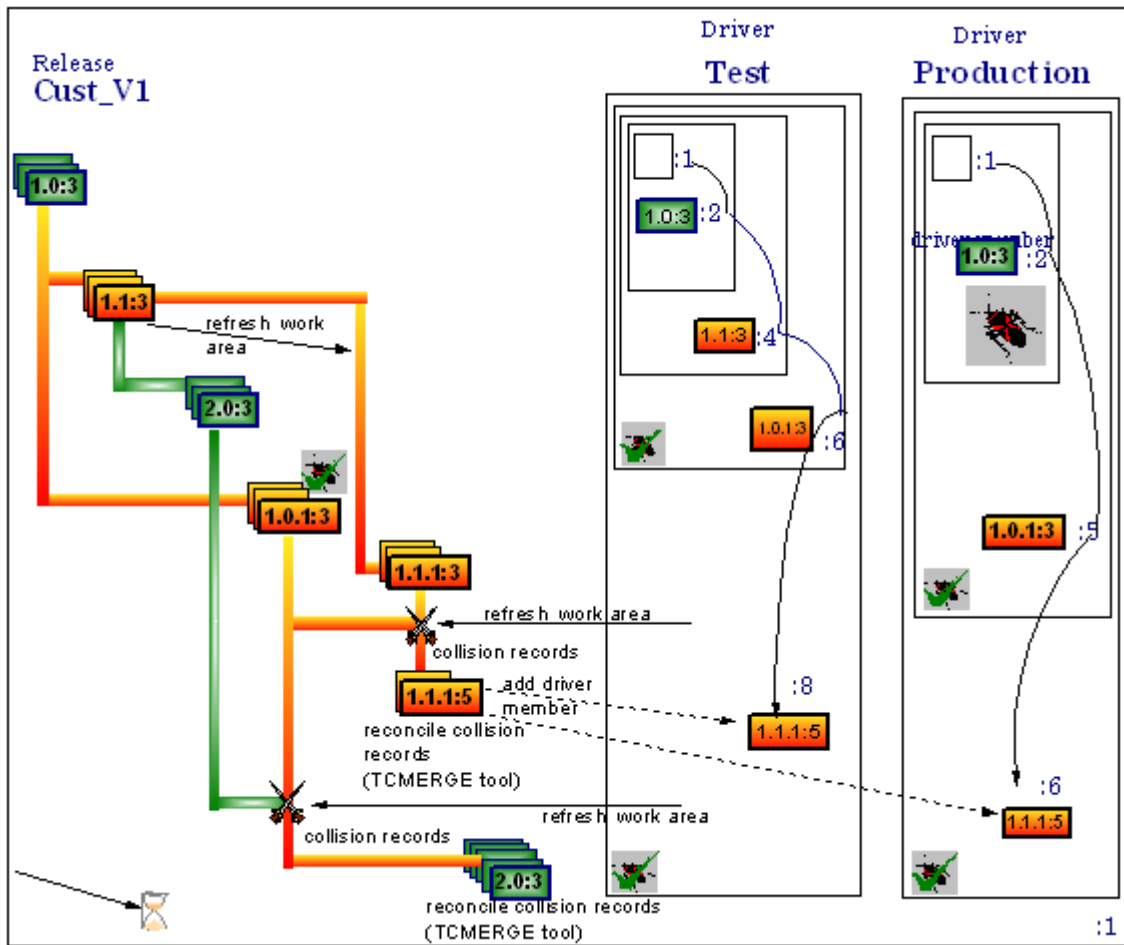 Release
Cust_V1
1.0:3
1.1:3
refresh work
area
2.0:3
1.0.1:3
1.1.1:3
refresh work area
collision records
1.1.1:5
add driver
member
reconcile collision
records
(TCMERGE tool)
refresh work area
collision records
2.0:3
reconcile collision records
(TCMERGE tool)
Driver
Test
:1
1.0:3
:2
1.1:3
:4
1.0.1:3
:6
:8
1.1.1:5
Driver
Production
:1
driver member
1.0:3
:2
1.0.1:3
:5
:6
1.1.1:5
:1